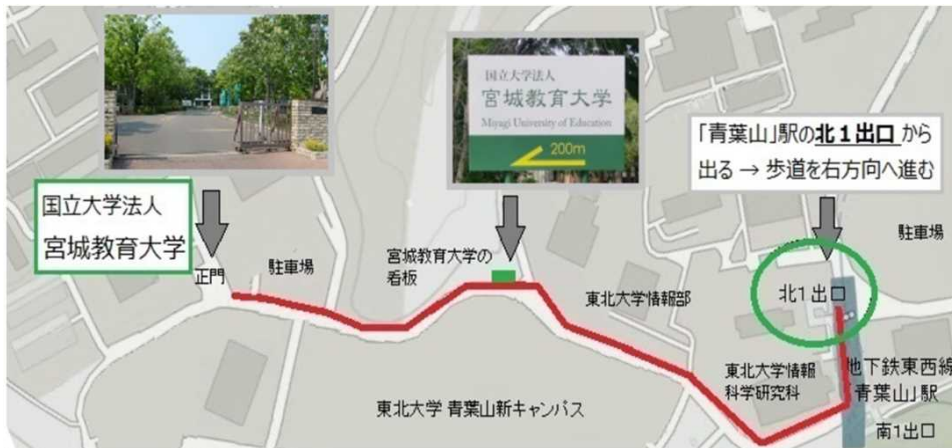 国立大学法人
宮城教育大学
Miyagi University of Education
200m
「青葉山」駅の北1出口 から
出る → 歩道を右方向へ進む
国立大学法人
宮城教育大学
正門
駐車場
宮城教育大学の
看板
東北大学情報部
駐車場
北1出口
東北大学情報
科学研究科
地下鉄東西線
「青葉山」駅
南1出口
東北大学 青葉山新キャンパス